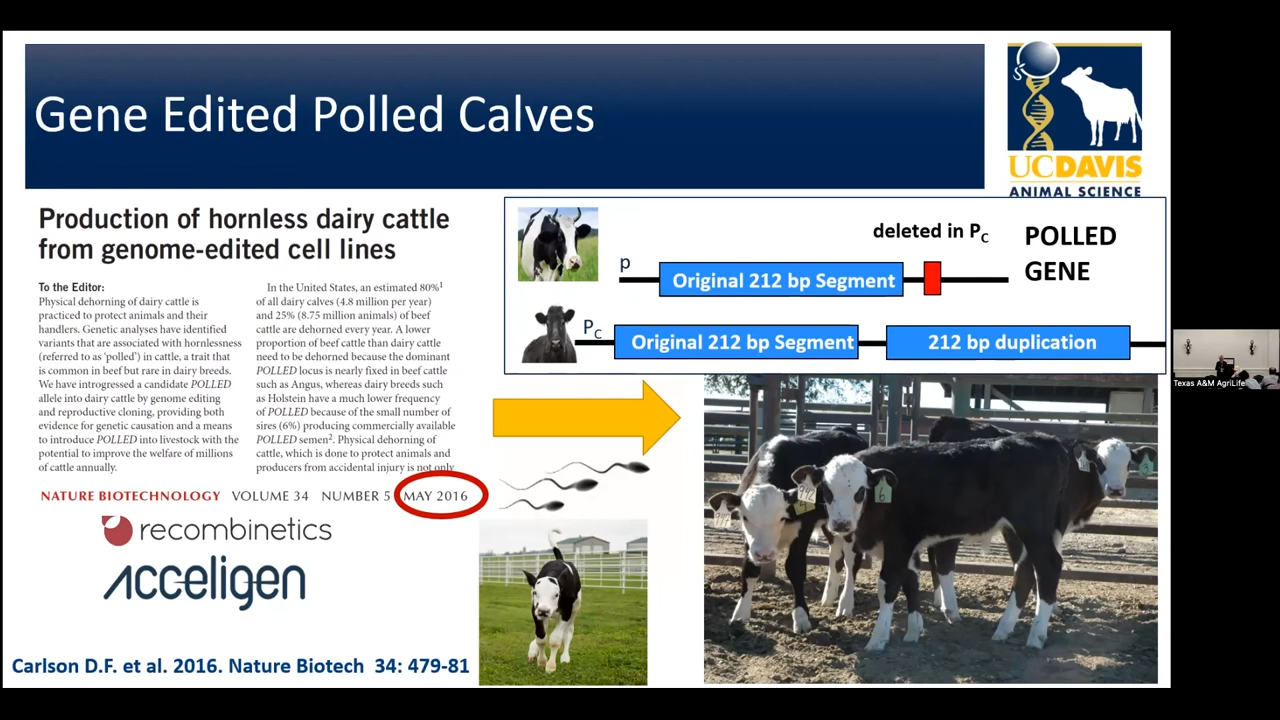 Gene Edited Polled Calves
UCDAVIS
ANIMAL SCIENCE
Production of hornless dairy cattle
from genome-edited cell lines
To the Editor:
Physical dehorning of dairy cattle is
practiced to protect animals and their
handlers. Genetic analyses have identified
variants that are associated with hornlessness
(referred to as ‘polled’) in cattle, a trait that
is common in beef but rare in dairy breeds.
We have introgressed a candidate POLLED
allele into dairy cattle by genome editing
and reproductive cloning, providing both
evidence for genetic causation and a means
to introduce POLLED into livestock with the
potential to improve the welfare of millions
of cattle annually.
In the United States, an estimated 80%1
of all dairy calves (4.8 million per year)
and 25% (8.75 million animals) of beef
cattle are dehorned every year. A lower
proportion of beef cattle than dairy cattle
need to be dehorned because the dominant
POLLED locus is nearly fixed in beef cattle
such as Angus, whereas dairy breeds such
as Holstein have a much lower frequency
of POLLED because of the small number of
sires (6%) producing commercially available
POLLED semen2. Physical dehorning of
cattle, which is done to protect animals and
producers from accidental injury is not only
NATURE BIOTECHNOLOGY VOLUME 34 NUMBER 5 MAY 2016
recombinetics
Acceligen
Carlson D.F. et al. 2016. Nature Biotech 34: 479-81
deleted in PC
POLLED
GENE
p
Original 212 bp Segment
PC
Original 212 bp Segment
212 bp duplication
6
Texas A&M AgriLife